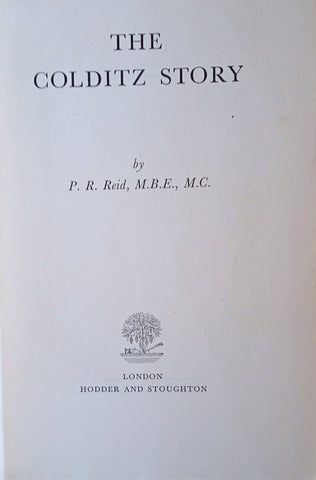 THE
COLDITZ STORY
by
P. R. Reid, M.B.E., M.C.
LONDON
HODDER AND STOUGHTON